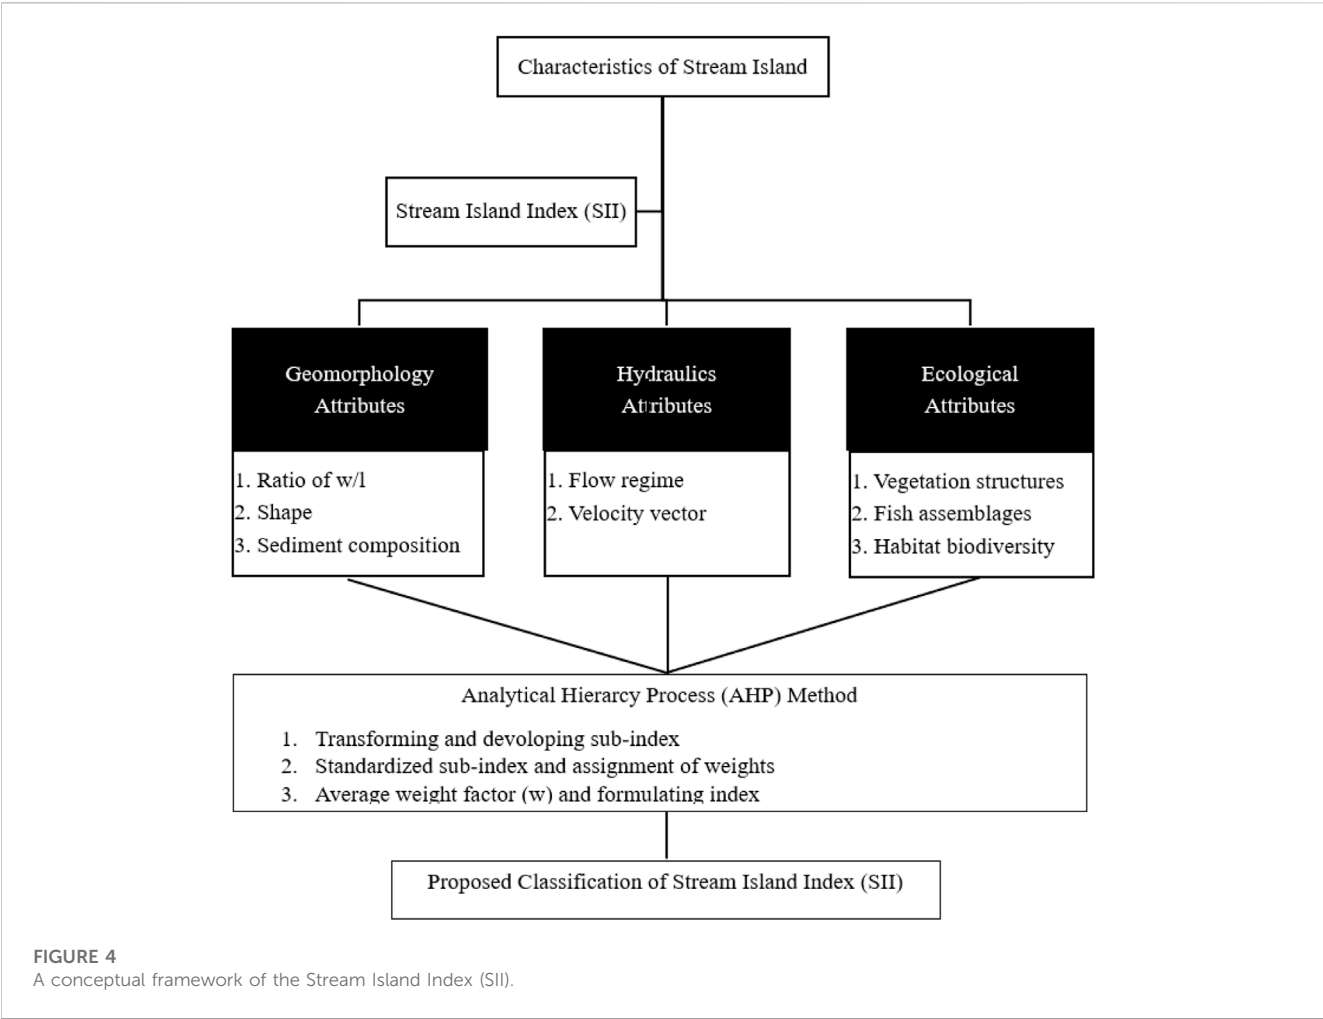 Characteristics of Stream Island
Stream Island Index (SII)
Geomorphology
Attributes
1. Ratio of w/l
2. Shape
3. Sediment composition
Hydraulics
Attributes
1. Flow regime
2. Velocity vector
Ecological
Attributes
1. Vegetation structures
2. Fish assemblages
3. Habitat biodiversity
Analytical Hierarcy Process (AHP) Method
1. Transforming and devoloping sub-index
2. Standardized sub-index and assignment of weights
3. Average weight factor (w) and formulating index
Proposed Classification of Stream Island Index (SII)
FIGURE 4
A conceptual framework of the Stream Island Index (SII).